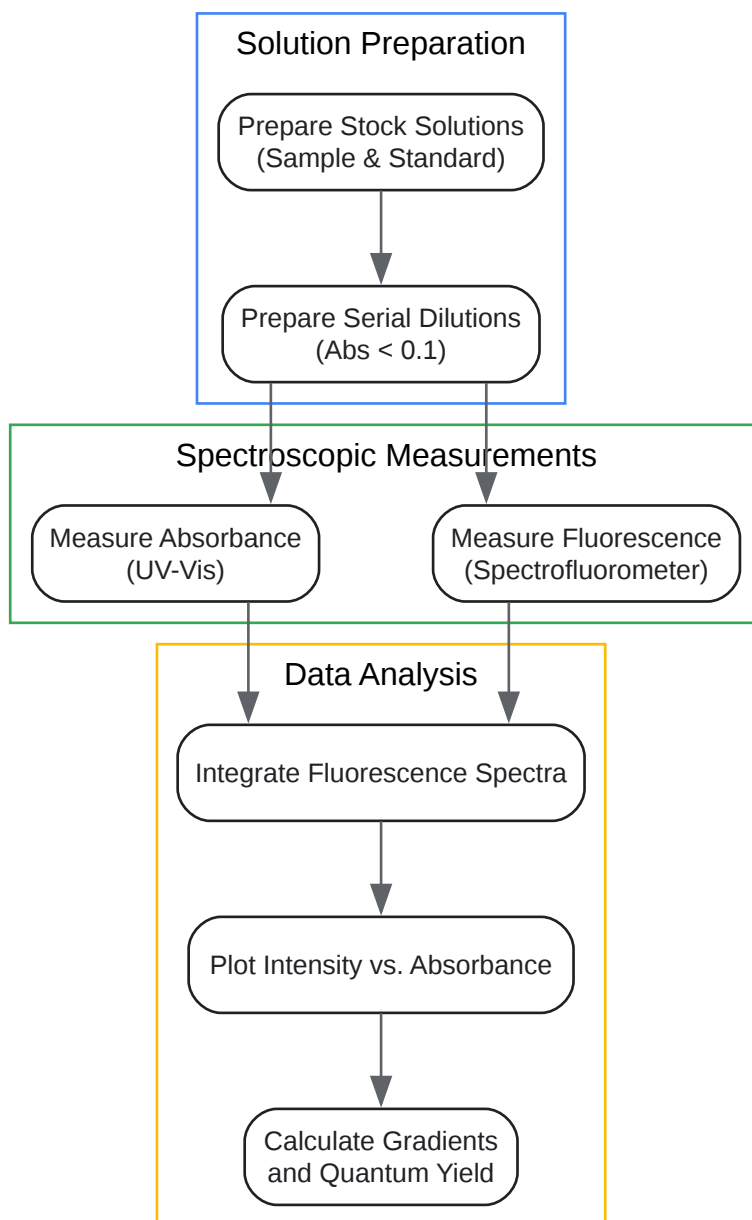 Solution Preparation
Prepare Stock Solutions
(Sample & Standard)
Prepare Serial Dilutions
(Abs < 0.1)
Spectroscopic Measurements
Measure Absorbance
(UV-Vis)
Measure Fluorescence
(Spectrofluorometer)
Data Analysis
Integrate Fluorescence Spectra
Plot Intensity vs. Absorbance
Calculate Gradients
and Quantum Yield